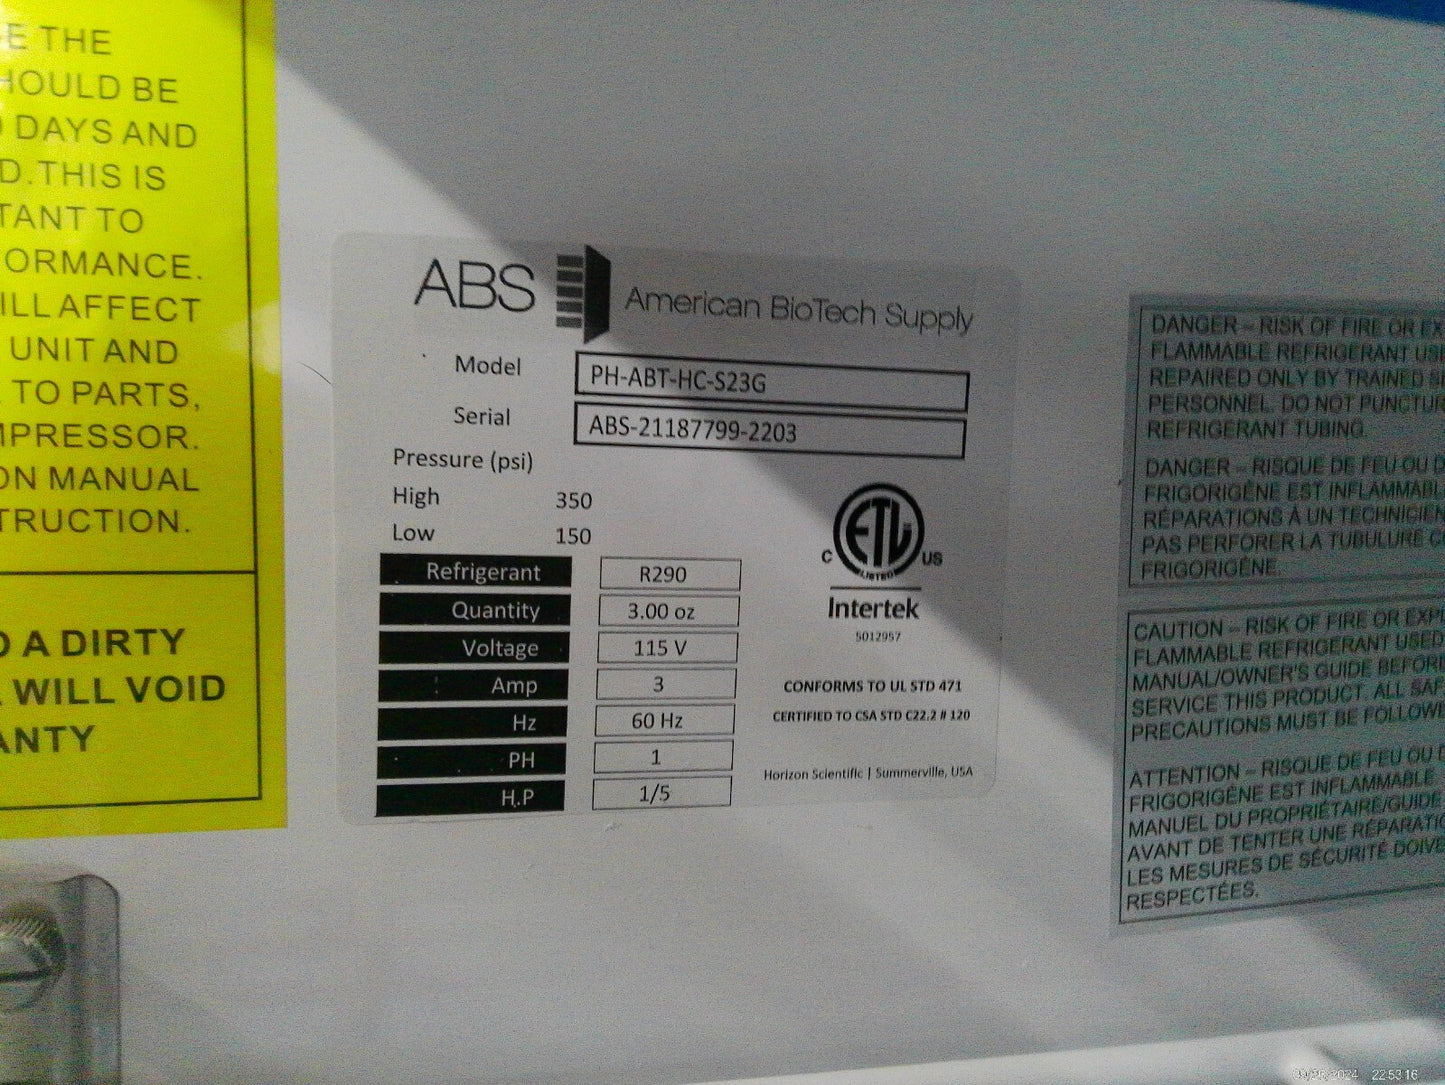 E THE
HOULD BE
DAYS AND
D. THIS IS
TANT TO
ORMANCE.
ILL AFFECT
UNIT AND
TO PARTS,
MPRESSOR.
ON MANUAL
TRUCTION.
A DIRTY
WILL VOID
ANTY
ABS American BioTech Supply
Model PH-ABT-HC-S23G
Serial ABS-21187799-2203
Pressure (psi)
High 350
Low 150
Refrigerant R290
Quantity 3.00 oz
Voltage 115 V
Amp 3
Hz 60 Hz
PH 1
H.P 1/5
C ETL US
LISTED
Intertek
5012957
CONFORMS TO UL STD 471
CERTIFIED TO CSA STD C22.2 # 120
Horizon Scientific | Summerville, USA
DANGER – RISK OF FIRE OR EX
FLAMMABLE REFRIGERANT US
REPAIRED ONLY BY TRAINED S
PERSONNEL. DO NOT PUNCTUR
REFRIGERANT TUBING.
DANGER – RISQUE DE FEU OU D
FRIGORIGÈNE EST INFLAMMABL
RÉPARATIONS À UN TECHNICIEN
PAS PERFORER LA TUBULURE C
FRIGORIGÈNE.
CAUTION – RISK OF FIRE OR EXP
FLAMMABLE REFRIGERANT USED
MANUAL/OWNER'S GUIDE BEFOR
SERVICE THIS PRODUCT. ALL SAF
PRECAUTIONS MUST BE FOLLOWE
ATTENTION – RISQUE DE FEU OU D
FRIGORIGÈNE EST INFLAMMABLE
MANUEL DU PROPRIÉTAIRE/GUIDE
AVANT DE TENTER UNE RÉPARATIO
LES MESURES DE SÉCURITÉ DOIVE
RESPECTÉES.
2024 22:53:16